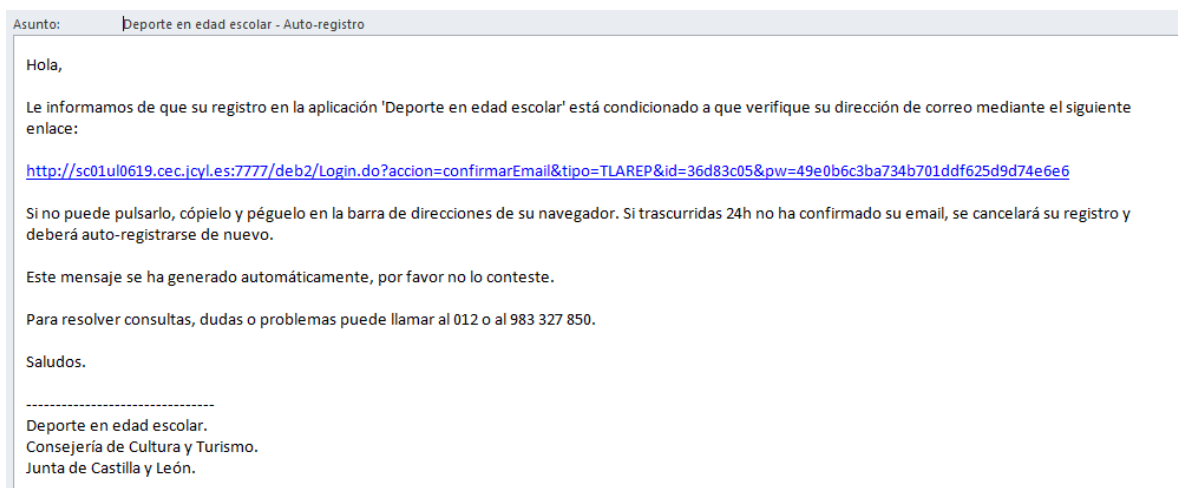 Asunto: Deporte en edad escolar - Auto-registro
Hola,
Le informamos de que su registro en la aplicación 'Deporte en edad escolar' está condicionado a que verifique su dirección de correo mediante el siguiente
enlace:
http://sc01ul0619.cec.jcyl.es:7777/deb2/Login.do?accion=confirmarEmail&tipo=TLAREP&id=36d83c05&pw=49e0b6c3ba734b701ddf625d9d74e6e6
Si no puede pulsarlo, cópielo y péguelo en la barra de direcciones de su navegador. Si trascurridas 24h no ha confirmado su email, se cancelará su registro y
deberá auto-registrarse de nuevo.
Este mensaje se ha generado automáticamente, por favor no lo conteste.
Para resolver consultas, dudas o problemas puede llamar al 012 o al 983 327 850.
Saludos.
--------------------------------
Deporte en edad escolar.
Consejería de Cultura y Turismo.
Junta de Castilla y León.